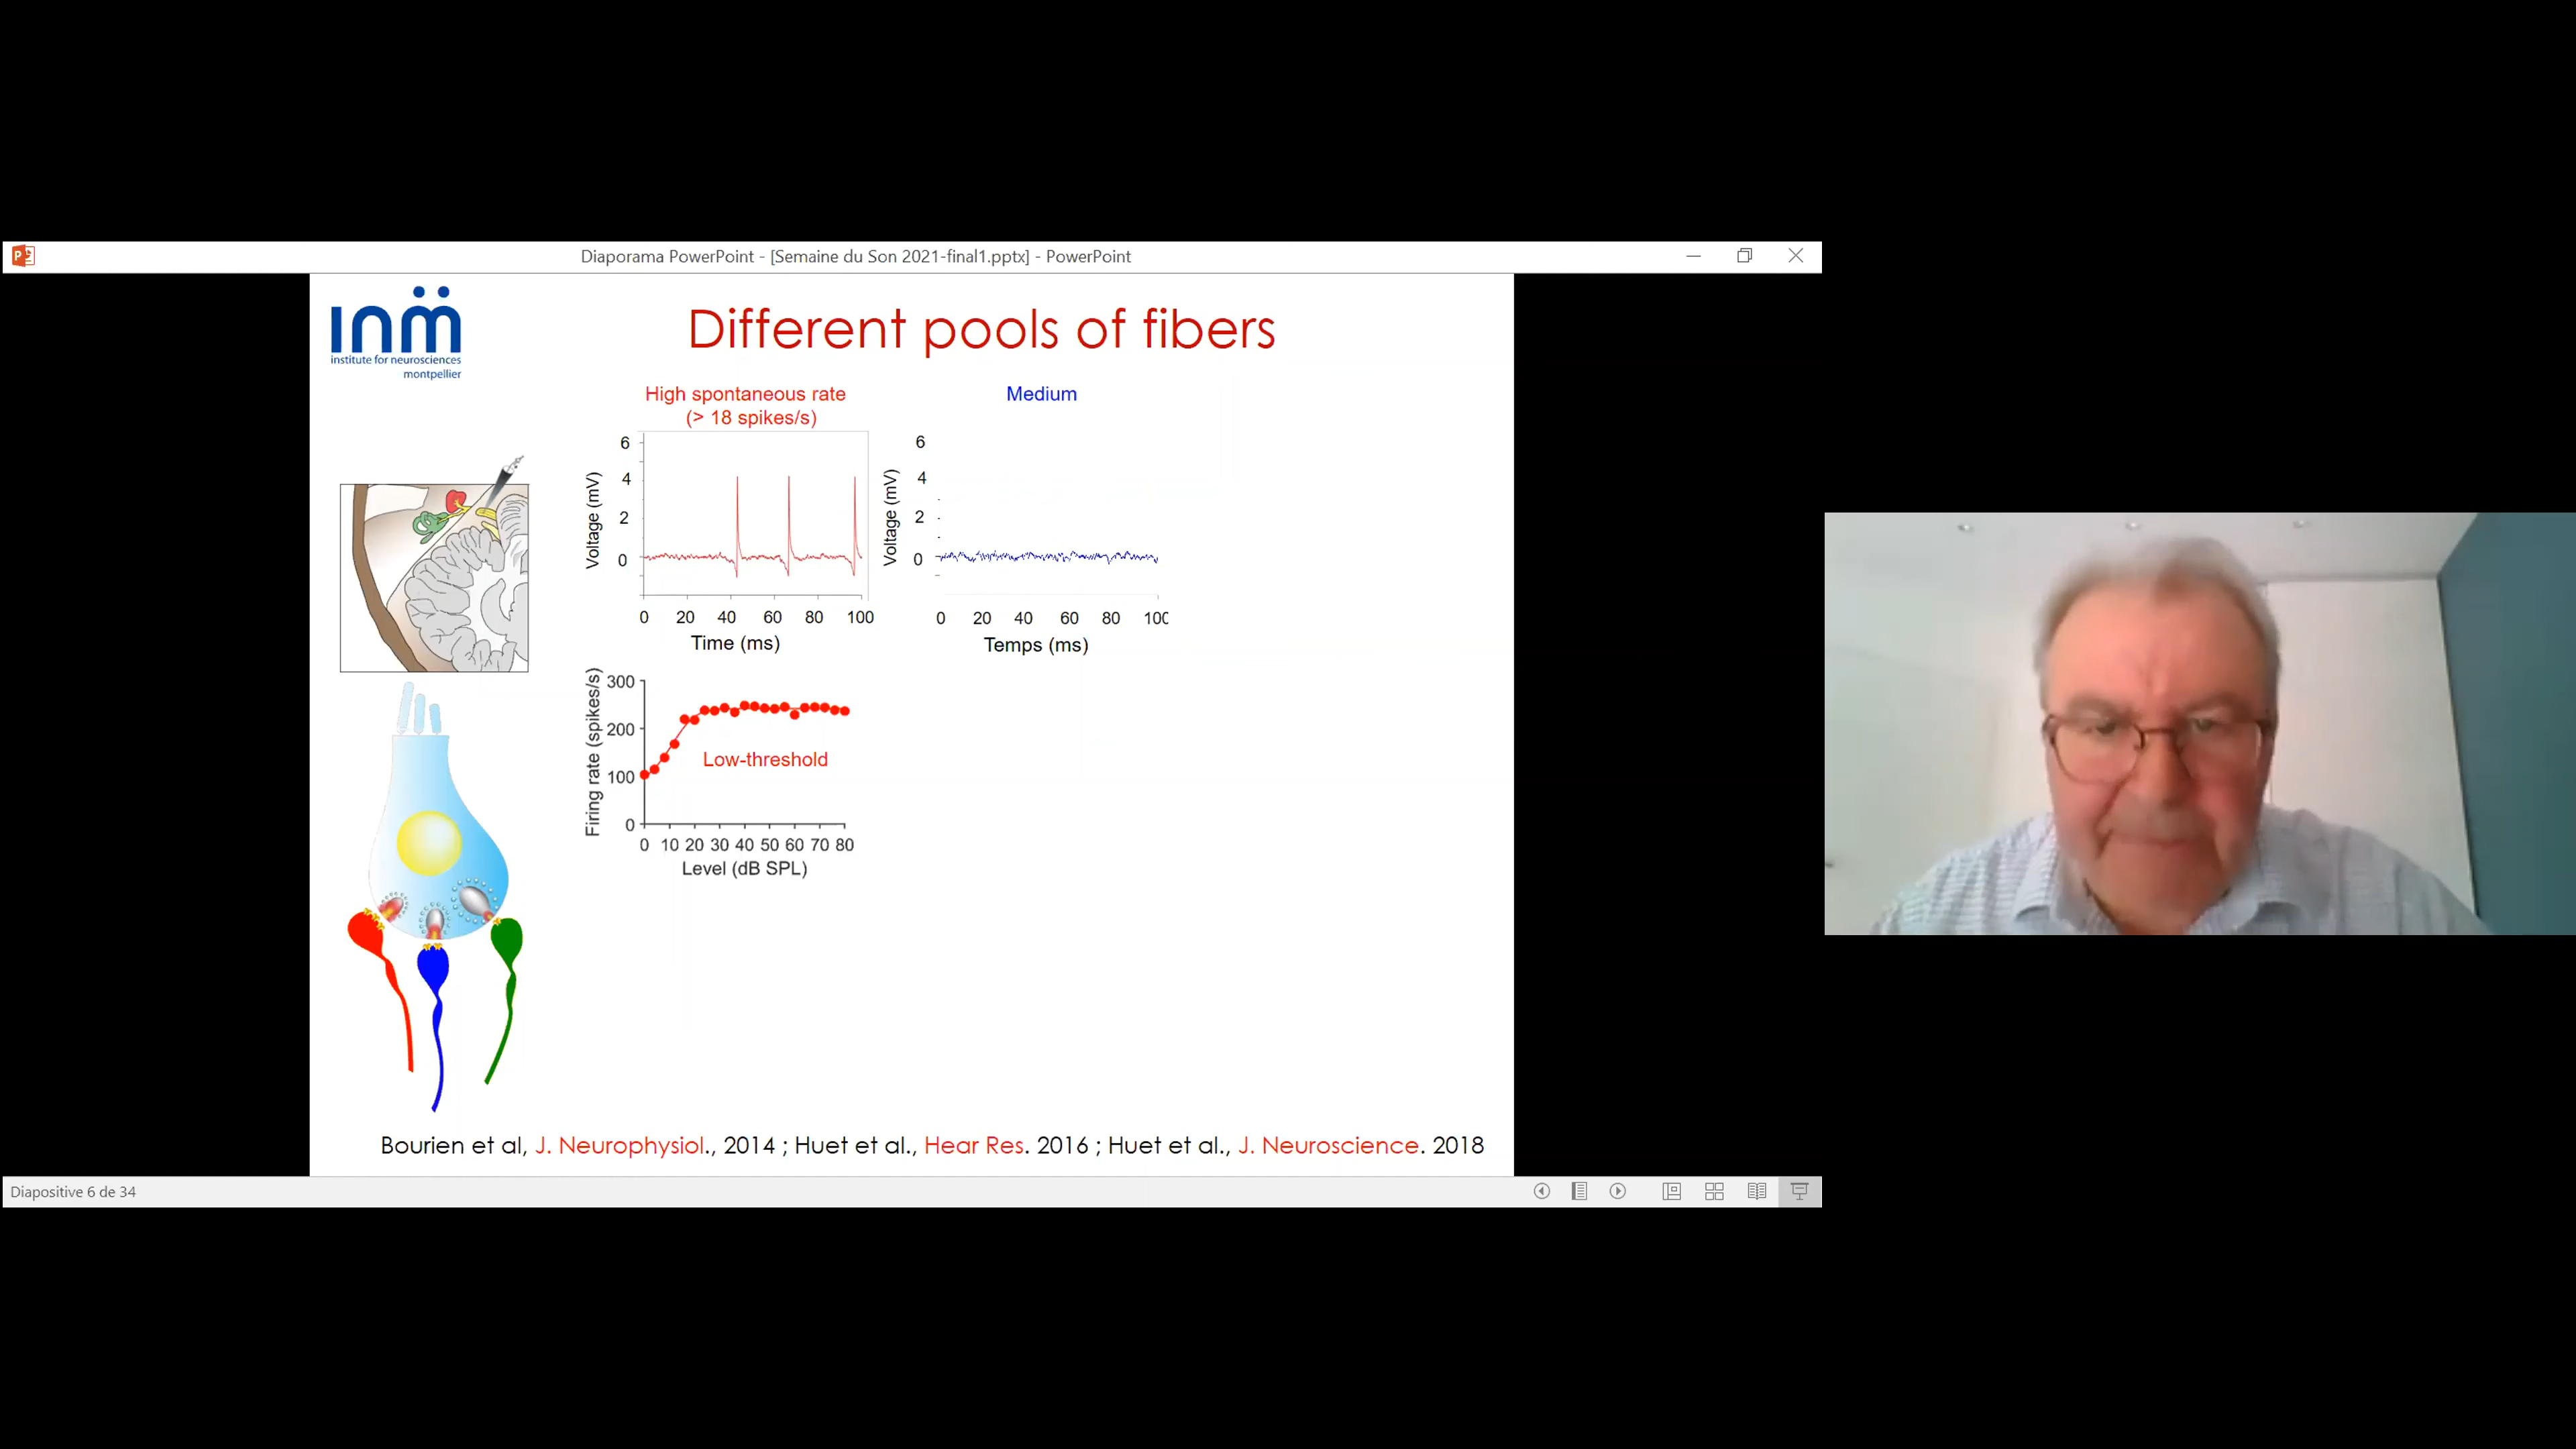 Diaporama PowerPoint - [Semaine du Son 2021-final1.pptx] - PowerPoint
inm
institute for neurosciences
montpellier
Different pools of fibers
High spontaneous rate
(> 18 spikes/s)
Medium
Voltage (mV)
6
4
2
0
0 20 40 60 80 100
Time (ms)
Voltage (mV)
6
4
2
0
0 20 40 60 80 100
Temps (ms)
Firing rate (spikes/s)
300
200
100
0
Low-threshold
0 10 20 30 40 50 60 70 80
Level (dB SPL)
Bourien et al, J. Neurophysiol., 2014 ; Huet et al., Hear Res. 2016 ; Huet et al., J. Neuroscience. 2018
Diapositive 6 de 34